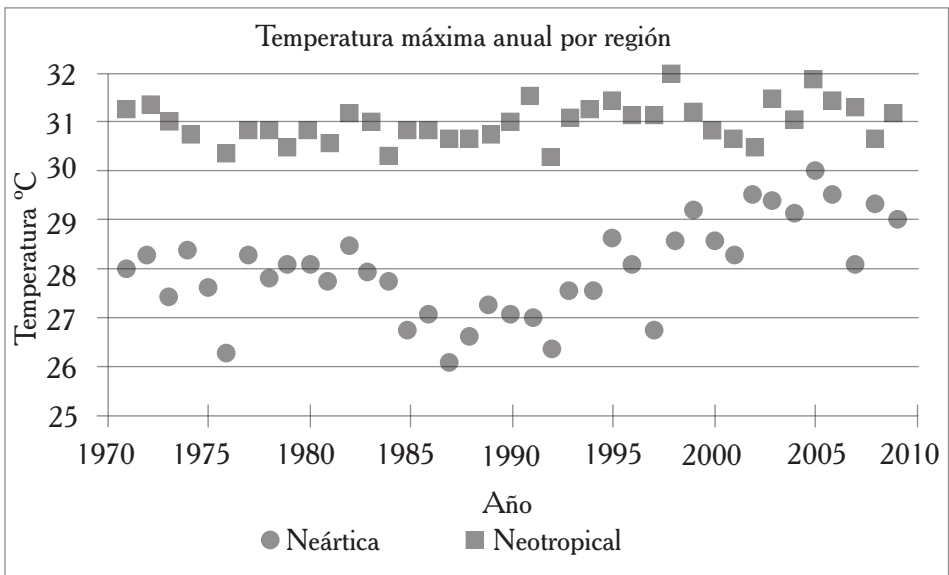 Temperatura máxima anual por región
32
31
30
29
28
27
26
25
Temperatura ºC
1970 1975 1980 1985 1990 1995 2000 2005 2010
Año
Neártica Neotropical